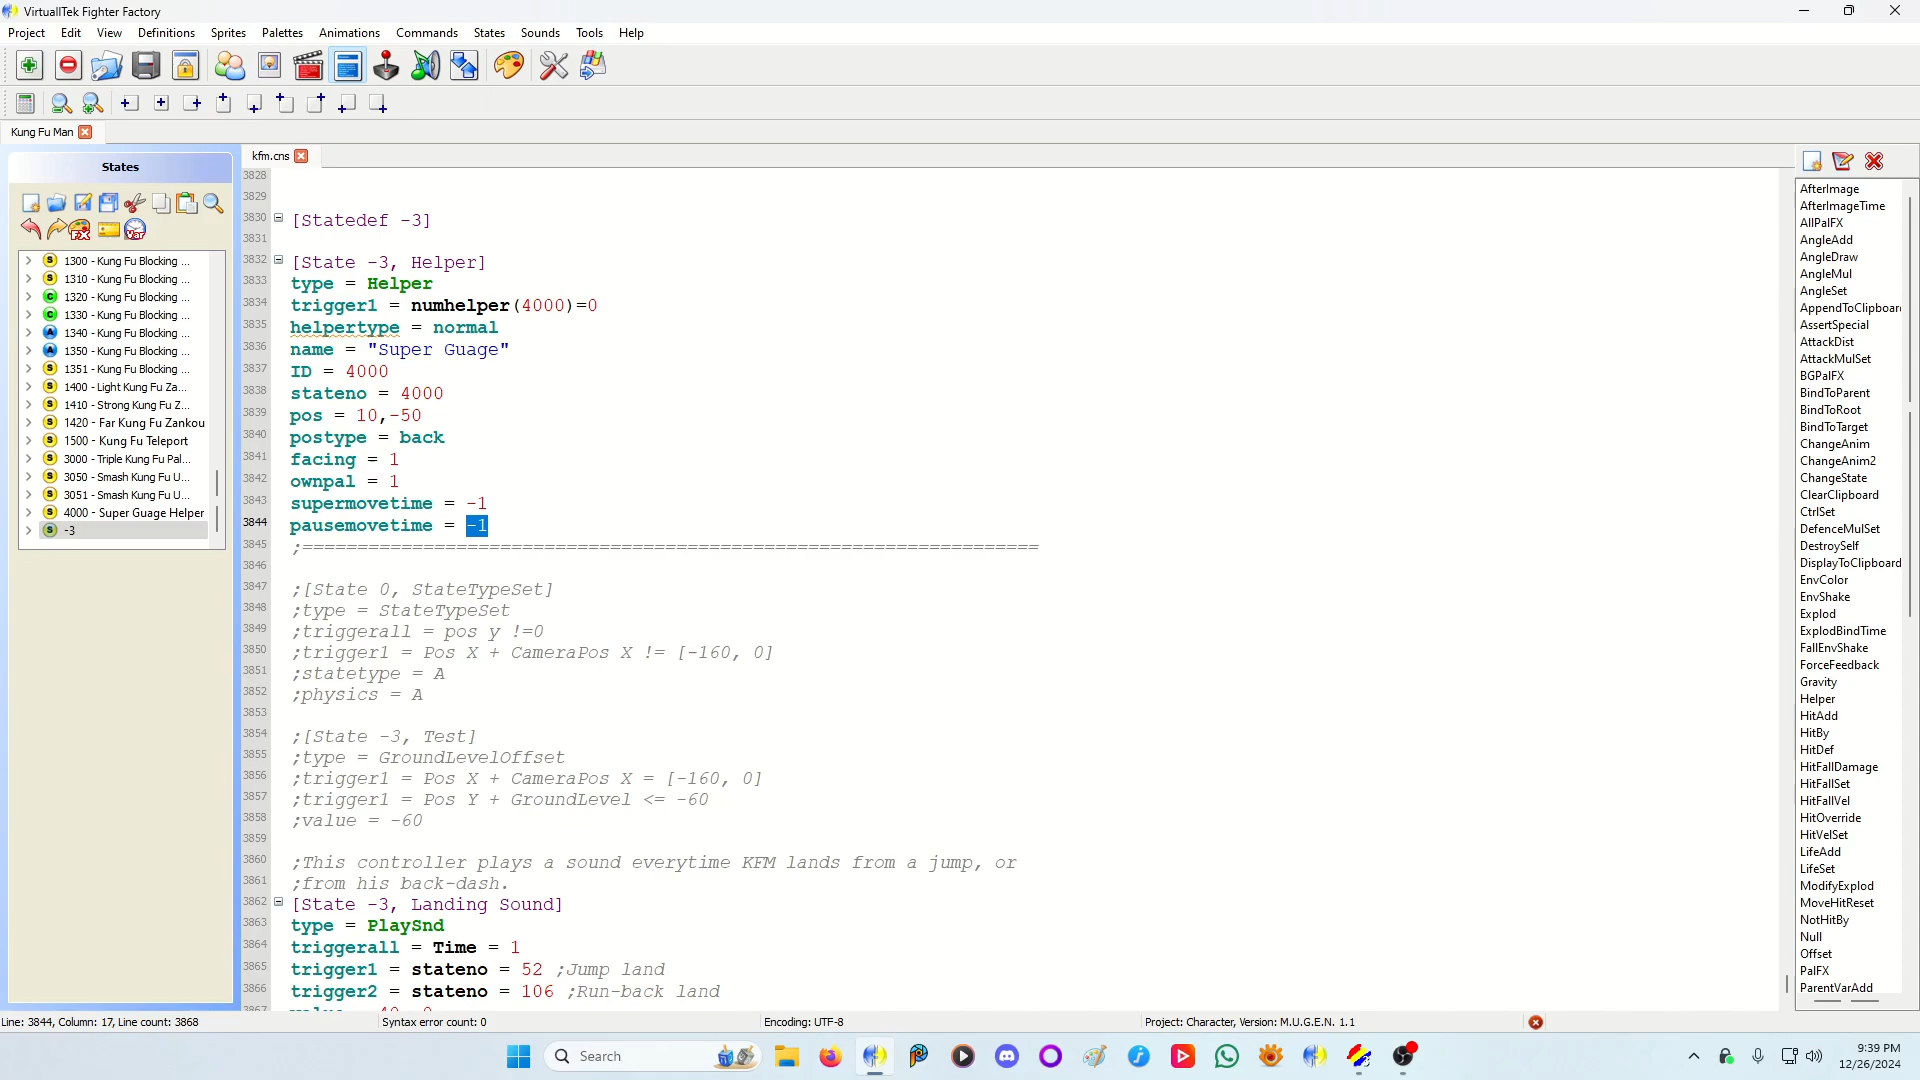 VirtuallTek Fighter Factory
Project Edit View Definitions Sprites Palettes Animations Commands States Sounds Tools Help
Kung Fu Man
States
kfm.cns
1300 - Kung Fu Blocking ...
1310 - Kung Fu Blocking ...
1320 - Kung Fu Blocking ...
1330 - Kung Fu Blocking ...
1340 - Kung Fu Blocking ...
1350 - Kung Fu Blocking ...
1351 - Kung Fu Blocking ...
1400 - Light Kung Fu Za...
1410 - Strong Kung Fu Z...
1420 - Far Kung Fu Zankou
1500 - Kung Fu Teleport
3000 - Triple Kung Fu Pal...
3050 - Smash Kung Fu U...
3051 - Smash Kung Fu U...
4000 - Super Guage Helper
-3
3828
3829
3830 [Statedef -3]
3831
3832 [State -3, Helper]
3833 type = Helper
3834 trigger1 = numhelper(4000)=0
3835 helpertype = normal
3836 name = "Super Guage"
3837 ID = 4000
3838 stateno = 4000
3839 pos = 10,-50
3840 postype = back
3841 facing = 1
3842 ownpal = 1
3843 supermovetime = -1
3844 pausemovetime = -1
3845 ;===================================================================
3846
3847 ;[State 0, StateTypeSet]
3848 ;type = StateTypeSet
3849 ;triggerall = pos y !=0
3850 ;trigger1 = Pos X + CameraPos X != [-160, 0]
3851 ;statetype = A
3852 ;physics = A
3853
3854 ;[State -3, Test]
3855 ;type = GroundLevelOffset
3856 ;trigger1 = Pos X + CameraPos X = [-160, 0]
3857 ;trigger1 = Pos Y + GroundLevel <= -60
3858 ;value = -60
3859
3860 ;This controller plays a sound everytime KFM lands from a jump, or
3861 ;from his back-dash.
3862 [State -3, Landing Sound]
3863 type = PlaySnd
3864 triggerall = Time = 1
3865 trigger1 = stateno = 52 ;Jump land
3866 trigger2 = stateno = 106 ;Run-back land
AfterImage
AfterImageTime
AllPalFX
AngleAdd
AngleDraw
AngleMul
AngleSet
AppendToClipboar
AssertSpecial
AttackDist
AttackMulSet
BGPalFX
BindToParent
BindToRoot
BindToTarget
ChangeAnim
ChangeAnim2
ChangeState
ClearClipboard
CtrlSet
DefenceMulSet
DestroySelf
DisplayToClipboard
EnvColor
EnvShake
Explod
ExplodBindTime
FallEnvShake
ForceFeedback
Gravity
Helper
HitAdd
HitBy
HitDef
HitFallDamage
HitFallSet
HitFallVel
HitOverride
HitVelSet
LifeAdd
LifeSet
ModifyExplod
MoveHitReset
NotHitBy
Null
Offset
PalFX
ParentVarAdd
Line: 3844, Column: 17, Line count: 3868
Syntax error count: 0
Encoding: UTF-8
Project: Character, Version: M.U.G.E.N. 1.1
Search
9:39 PM
12/26/2024